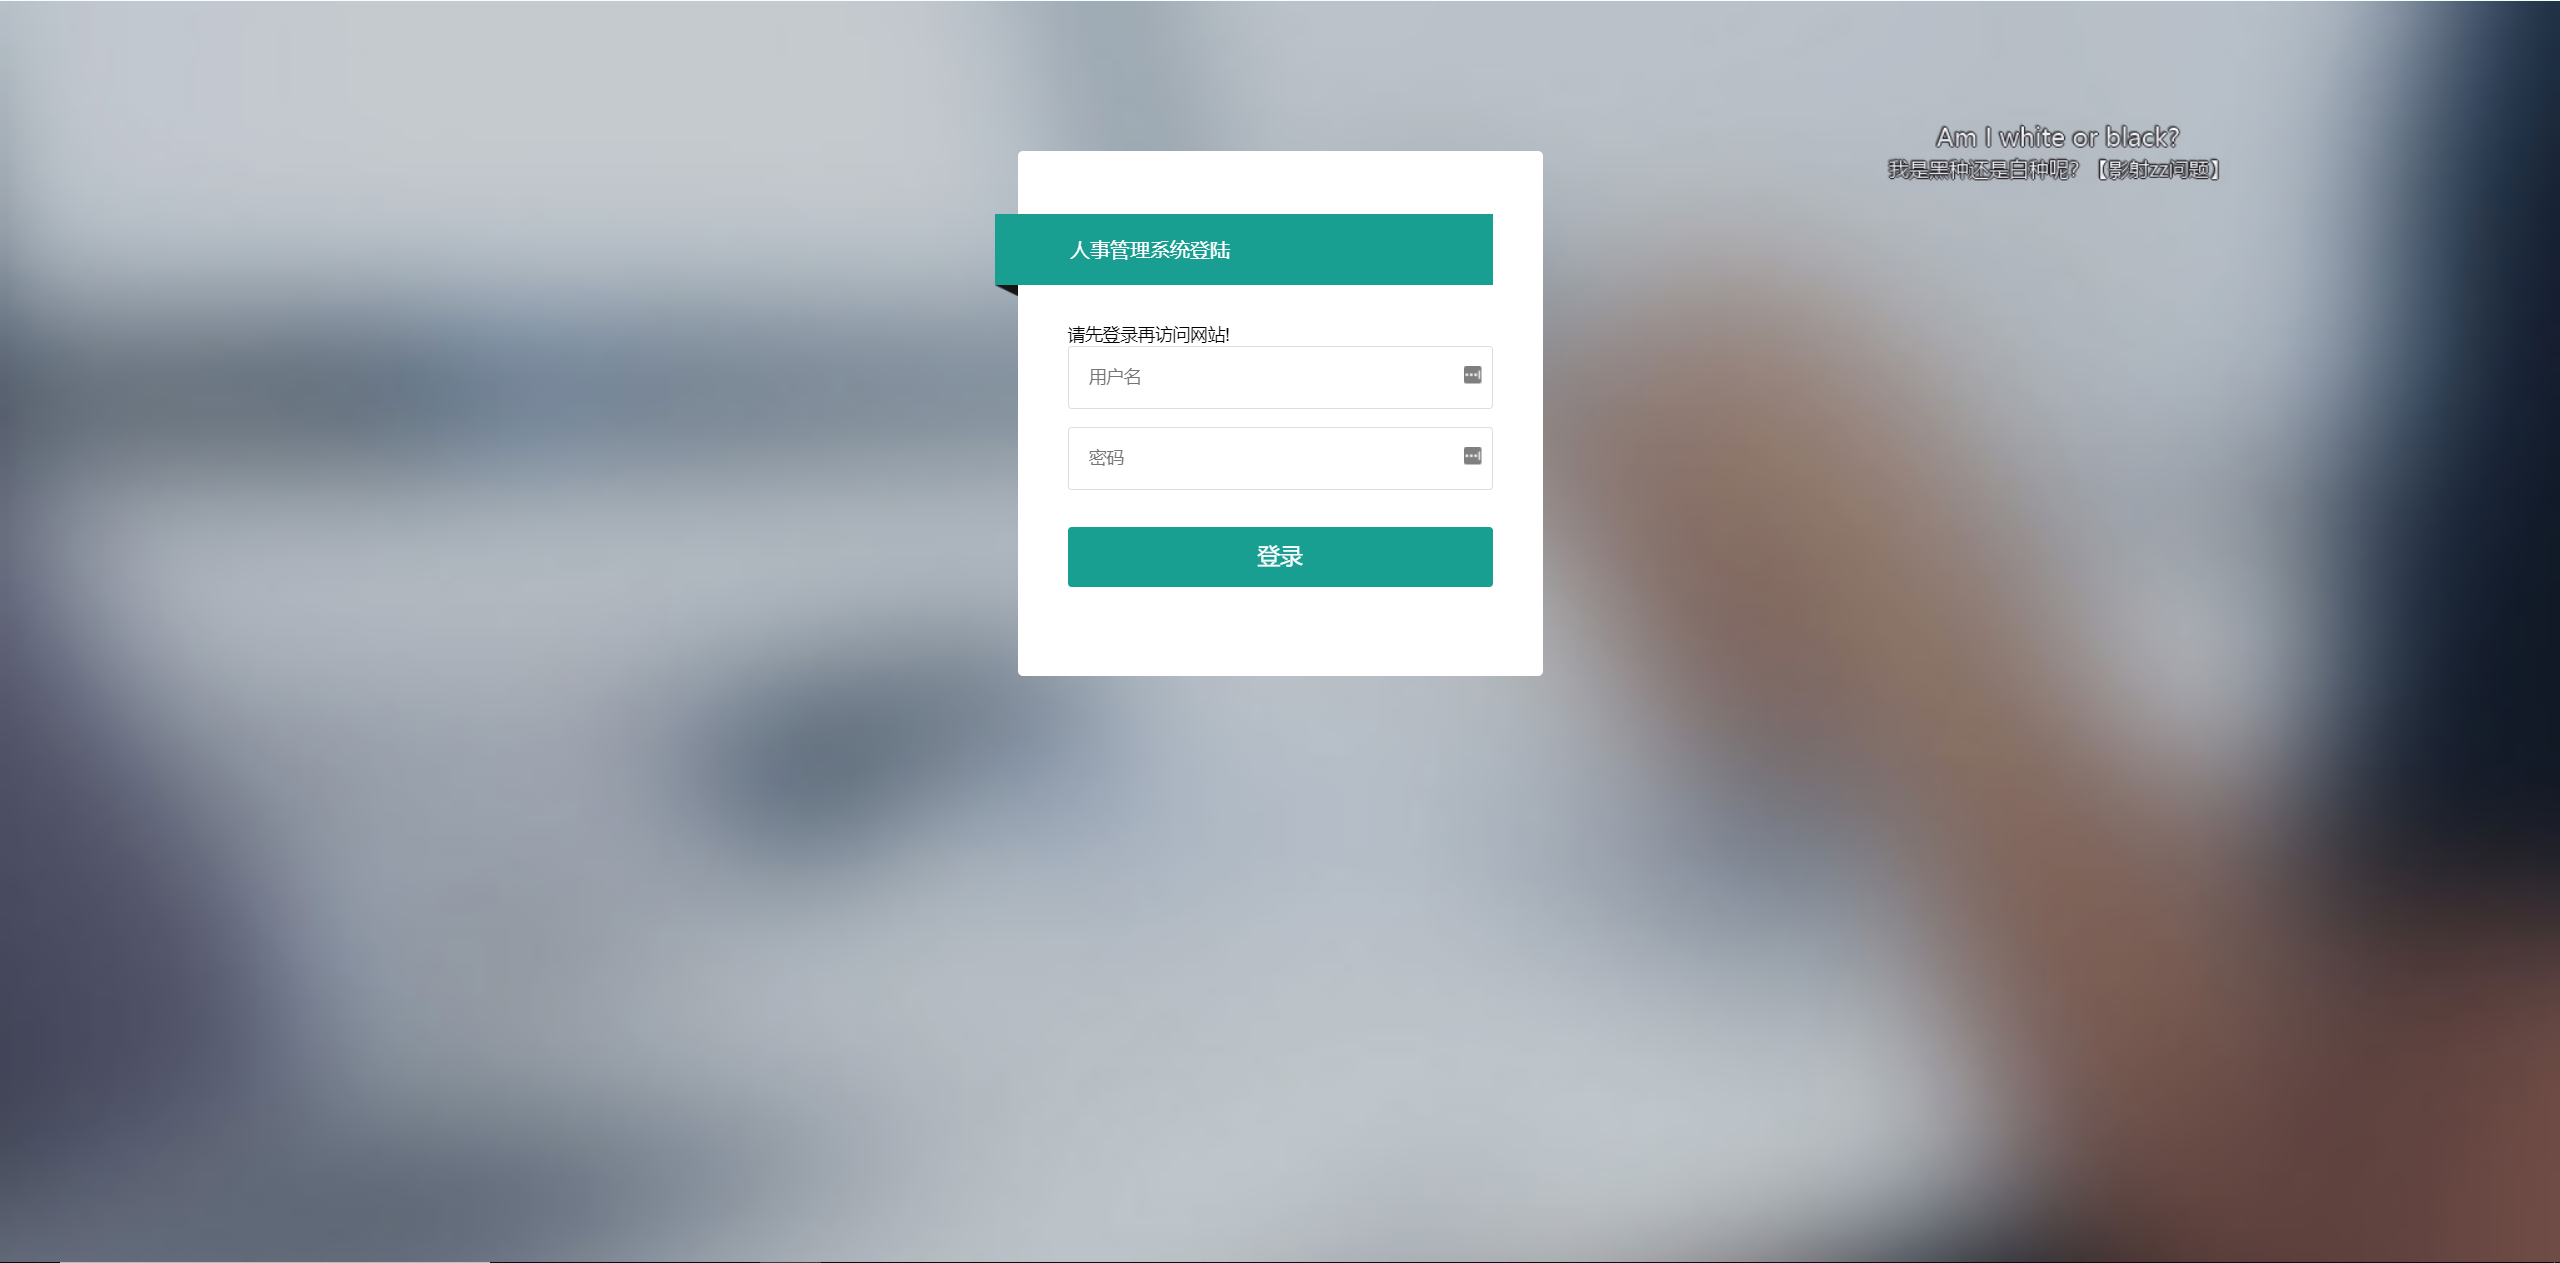 Am I white or black?
我是黑种还是白种呢？【影射zz问题】
人事管理系统登陆
请先登录再访问网站!
用户名
密码
登录